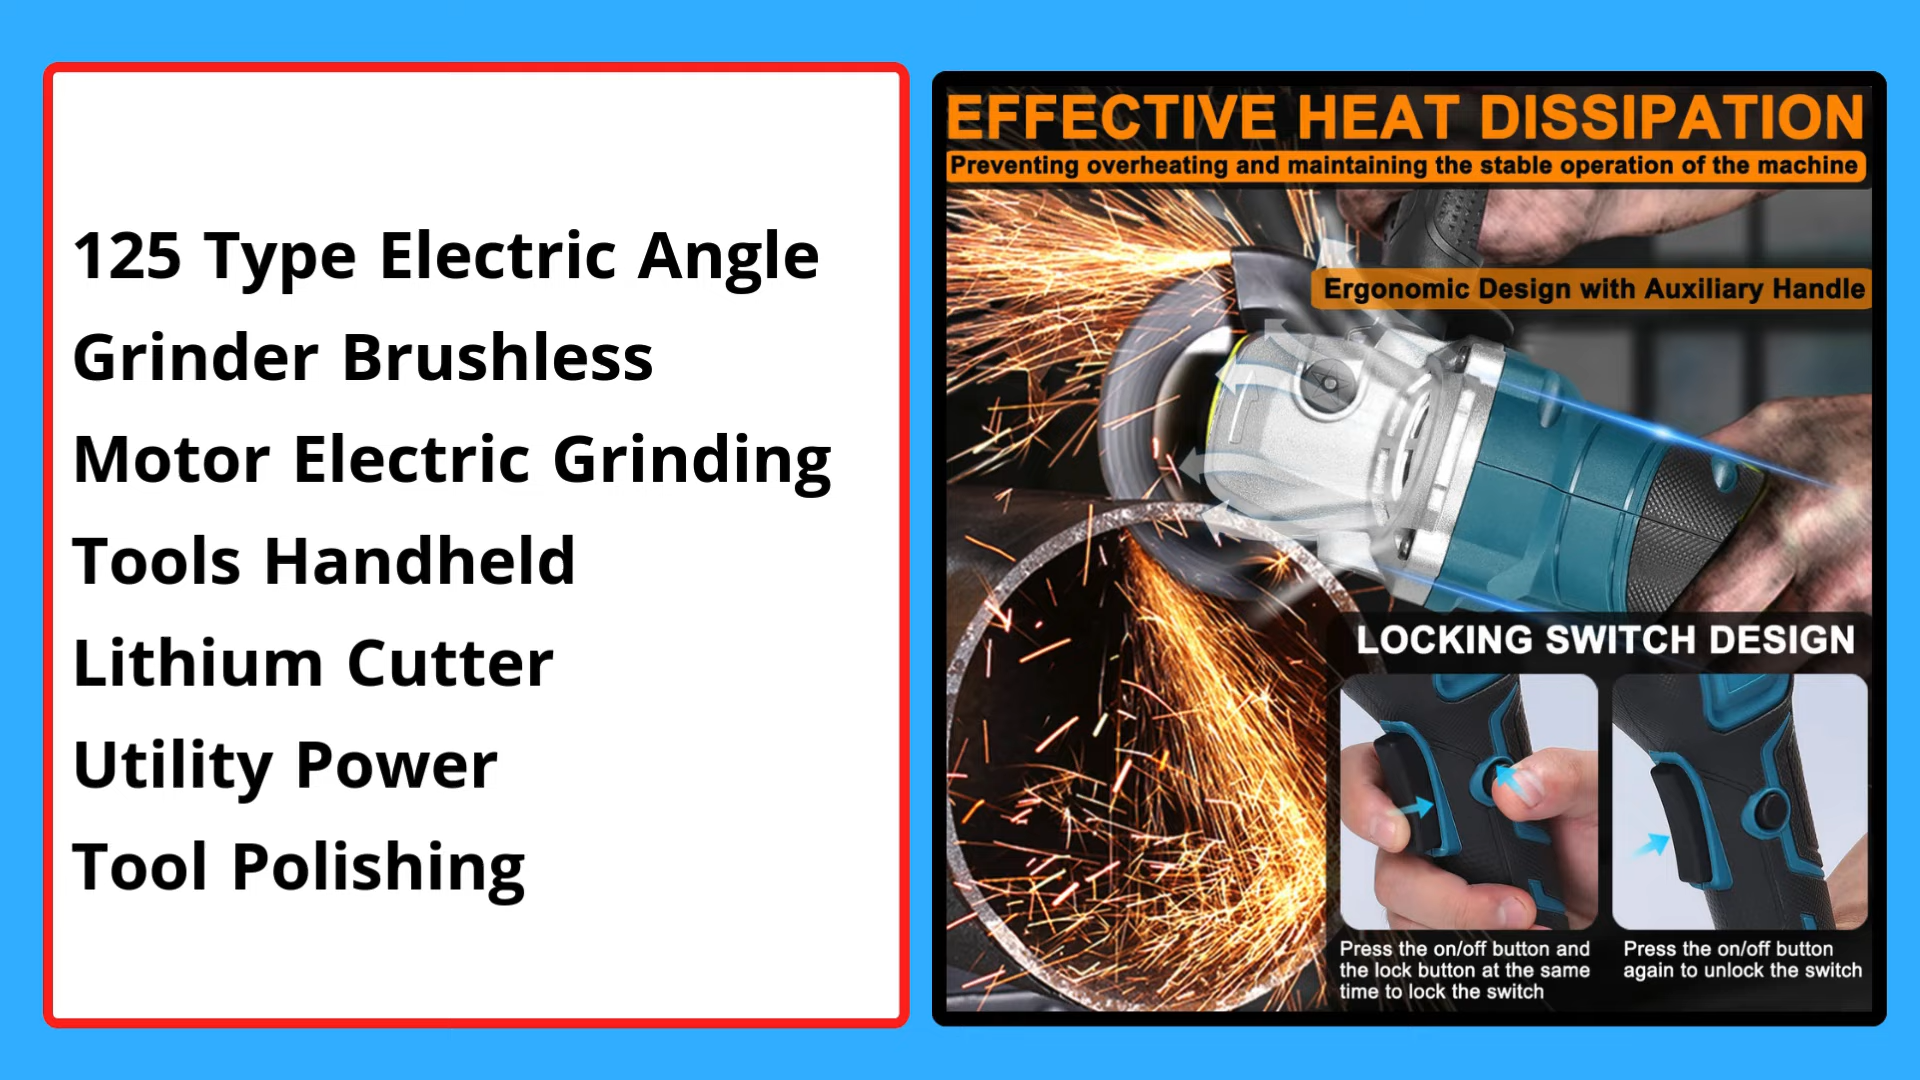 125 Type Electric Angle
Grinder Brushless
Motor Electric Grinding
Tools Handheld
Lithium Cutter
Utility Power
Tool Polishing
EFFECTIVE HEAT DISSIPATION
Preventing overheating and maintaining the stable operation of the machine
Ergonomic Design with Auxiliary Handle
LOCKING SWITCH DESIGN
Press the on/off button and
the lock button at the same
time to lock the switch
Press the on/off button
again to unlock the switch